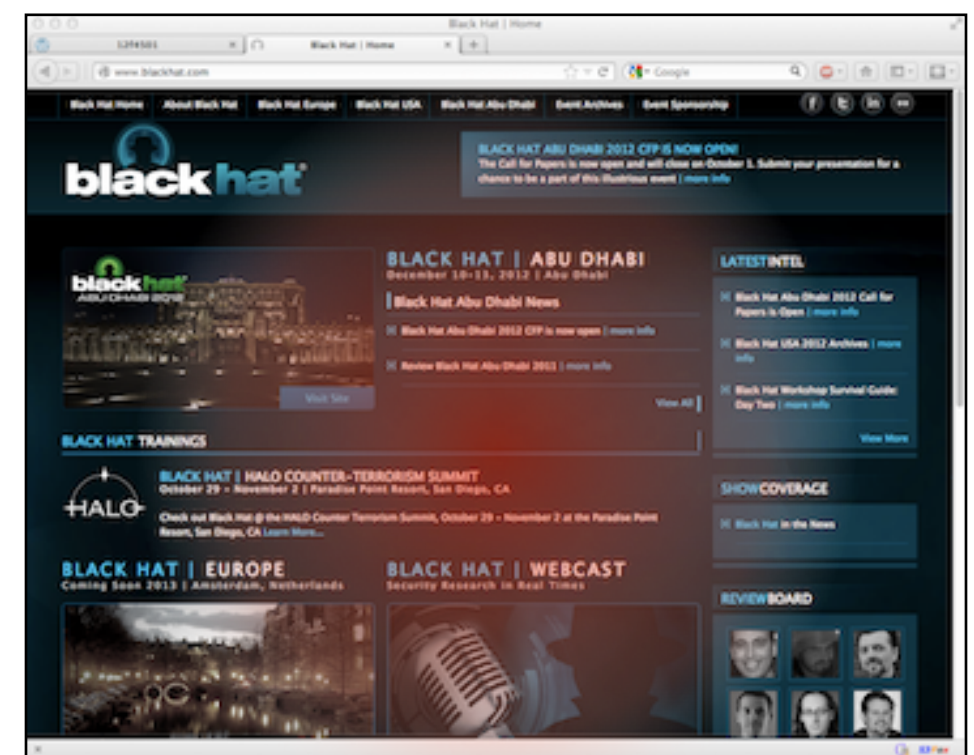 Black Hat | Home
12f4501
Black Hat | Home
www.blackhat.com
Google
Black Hat Home About Black Hat Black Hat Europe Black Hat USA Black Hat Abu Dhabi Event Archives Event Sponsorship
blackhat
BLACK HAT ABU DHABI 2012 CFP IS NOW OPEN!
The Call for Papers is now open and will close on October 1. Submit your presentation for a
chance to be a part of this illustrious event | more info
black hat
ABU DHABI 2012
Visit Site
BLACK HAT | ABU DHABI
December 10-13, 2012 | Abu Dhabi
Black Hat Abu Dhabi News
Black Hat Abu Dhabi 2012 CFP is now open | more info
Review Black Hat Abu Dhabi 2011 | more info
View All
LATESTINTEL
Black Hat Abu Dhabi 2012 Call for
Papers is Open | more info
Black Hat USA 2012 Archives | more
info
Black Hat Workshop Survival Guide:
Day Two | more info
View More
BLACK HAT TRAININGS
HALO
BLACK HAT | HALO COUNTER-TERRORISM SUMMIT
October 29 - November 2 | Paradise Point Resort, San Diego, CA
Check out Black Hat @ the HALO Counter Terrorism Summit, October 29 - November 2 at the Paradise Point
Resort, San Diego, CA Learn More...
SHOWCOVERAGE
Black Hat in the News
BLACK HAT | EUROPE
Coming Soon 2013 | Amsterdam, Netherlands
BLACK HAT | WEBCAST
Security Research in Real Times
REVIEWBOARD